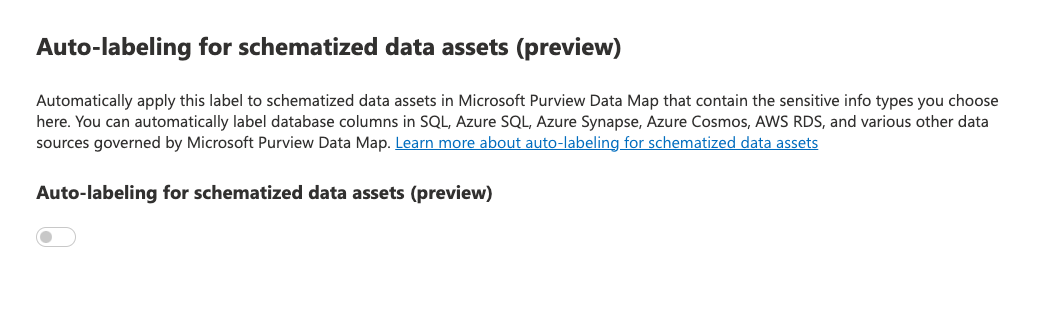 Auto-labeling for schematized data assets (preview)
Automatically apply this label to schematized data assets in Microsoft Purview Data Map that contain the sensitive info types you choose
here. You can automatically label database columns in SQL, Azure SQL, Azure Synapse, Azure Cosmos, AWS RDS, and various other data
sources governed by Microsoft Purview Data Map. Learn more about auto-labeling for schematized data assets
Auto-labeling for schematized data assets (preview)